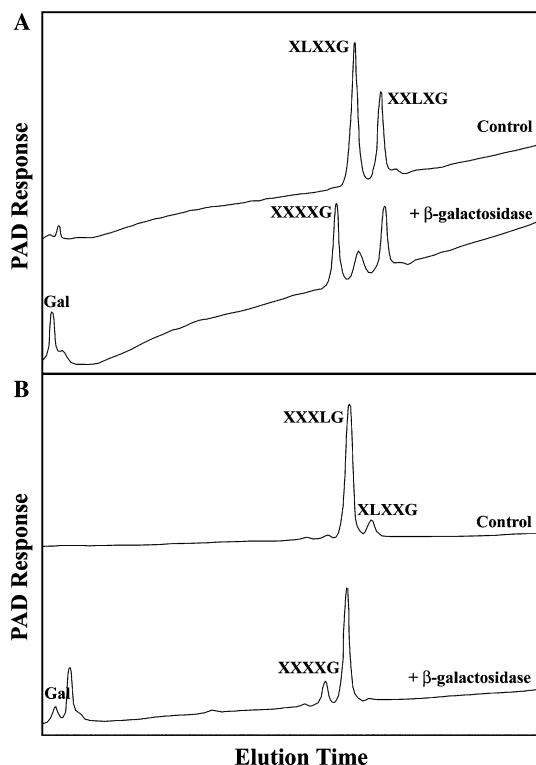 A
XLXXG
XXLXG
Control
PAD Response
XXXXG
+ β-galactosidase
Gal
B
XXXLG
XLXXG
Control
PAD Response
XXXXG
+ β-galactosidase
Gal
Elution Time